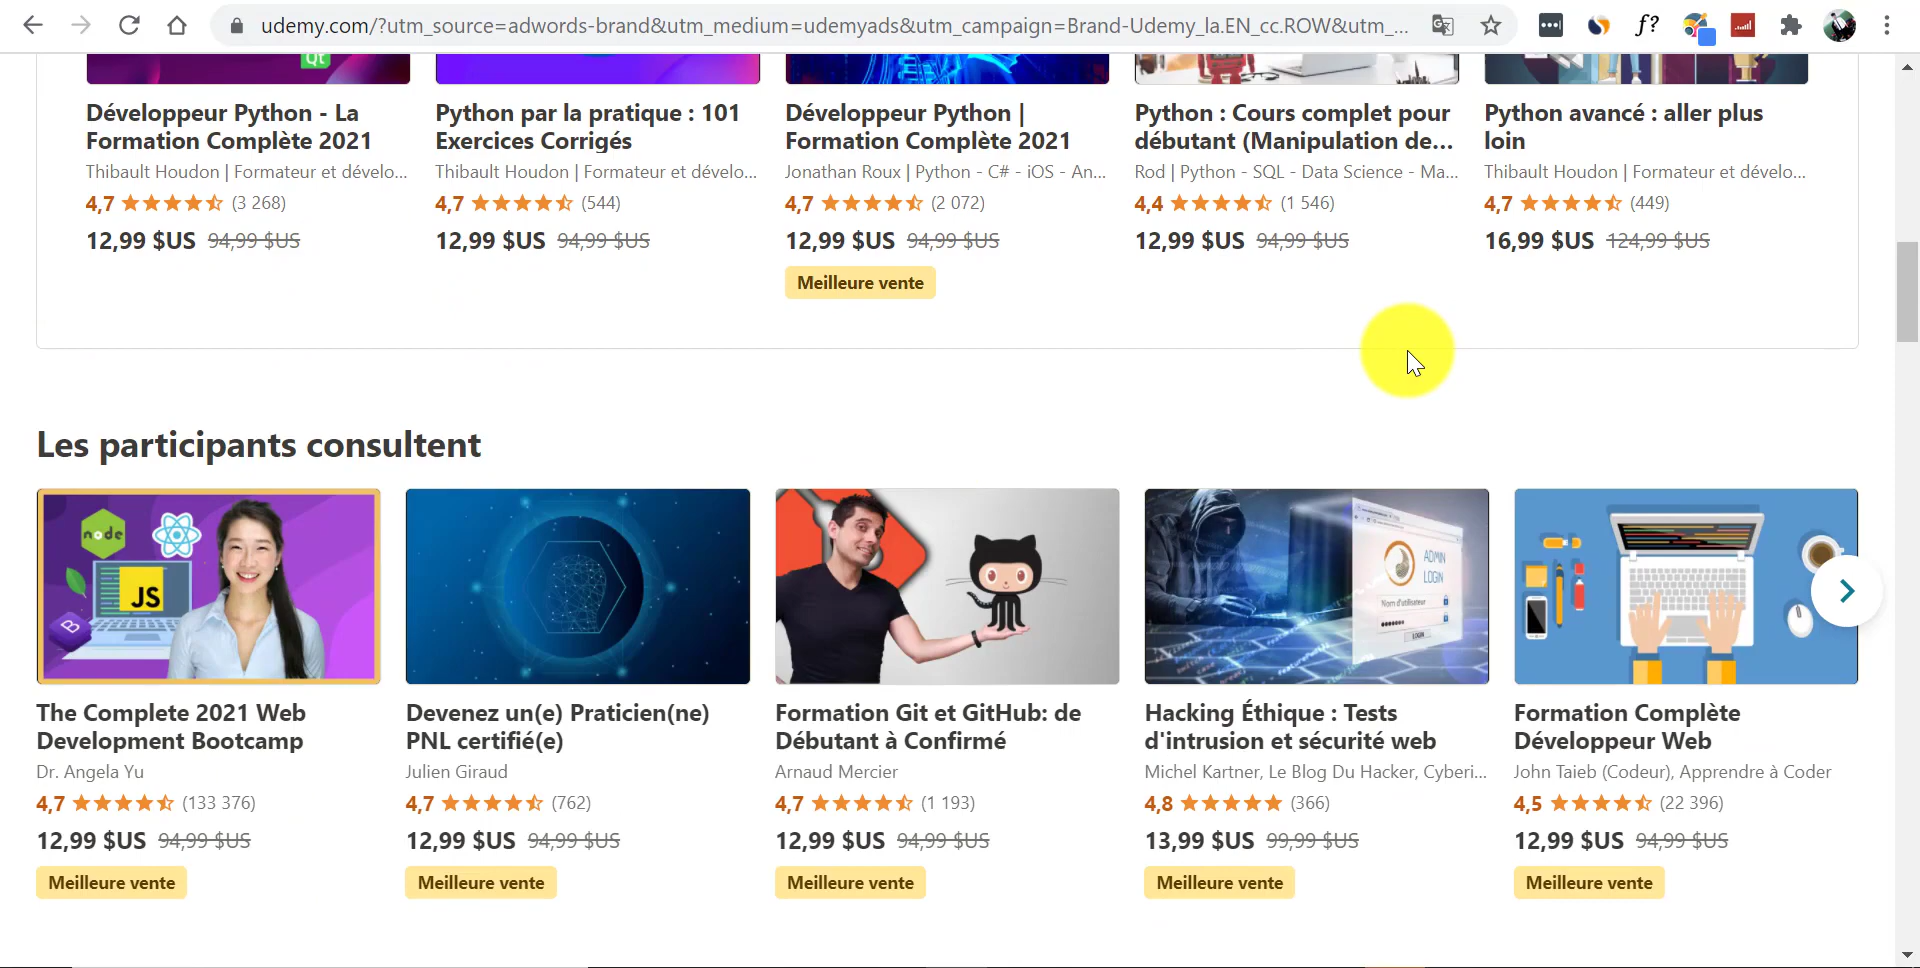 udemy.com/?utm_source=adwords-brand&utm_medium=udemyads&utm_campaign=Brand-Udemy_la.EN_cc.ROW&utm_...
f?
Qt
Développeur Python - La
Formation Complète 2021
Thibault Houdon | Formateur et dévelo...
4,7 (3 268)
12,99 $US 94,99 $US
Python par la pratique : 101
Exercices Corrigés
Thibault Houdon | Formateur et dévelo...
4,7 (544)
12,99 $US 94,99 $US
Développeur Python |
Formation Complète 2021
Jonathan Roux | Python - C# - iOS - An...
4,7 (2 072)
12,99 $US 94,99 $US
Meilleure vente
Python : Cours complet pour
débutant (Manipulation de...
Rod | Python - SQL - Data Science - Ma...
4,4 (1 546)
12,99 $US 94,99 $US
Python avancé : aller plus
loin
Thibault Houdon | Formateur et dévelo...
4,7 (449)
16,99 $US 124,99 $US
Les participants consultent
node
JS
B
The Complete 2021 Web
Development Bootcamp
Dr. Angela Yu
4,7 (133 376)
12,99 $US 94,99 $US
Meilleure vente
Devenez un(e) Praticien(ne)
PNL certifié(e)
Julien Giraud
4,7 (762)
12,99 $US 94,99 $US
Meilleure vente
Formation Git et GitHub: de
Débutant à Confirmé
Arnaud Mercier
4,7 (1 193)
12,99 $US 94,99 $US
Meilleure vente
ADMIN
LOGIN
Nom d'utilisateur
LOGIN
Hacking Éthique : Tests
d'intrusion et sécurité web
Michel Kartner, Le Blog Du Hacker, Cyberi...
4,8 (366)
13,99 $US 99,99 $US
Meilleure vente
Formation Complète
Développeur Web
John Taieb (Codeur), Apprendre à Coder
4,5 (22 396)
12,99 $US 94,99 $US
Meilleure vente